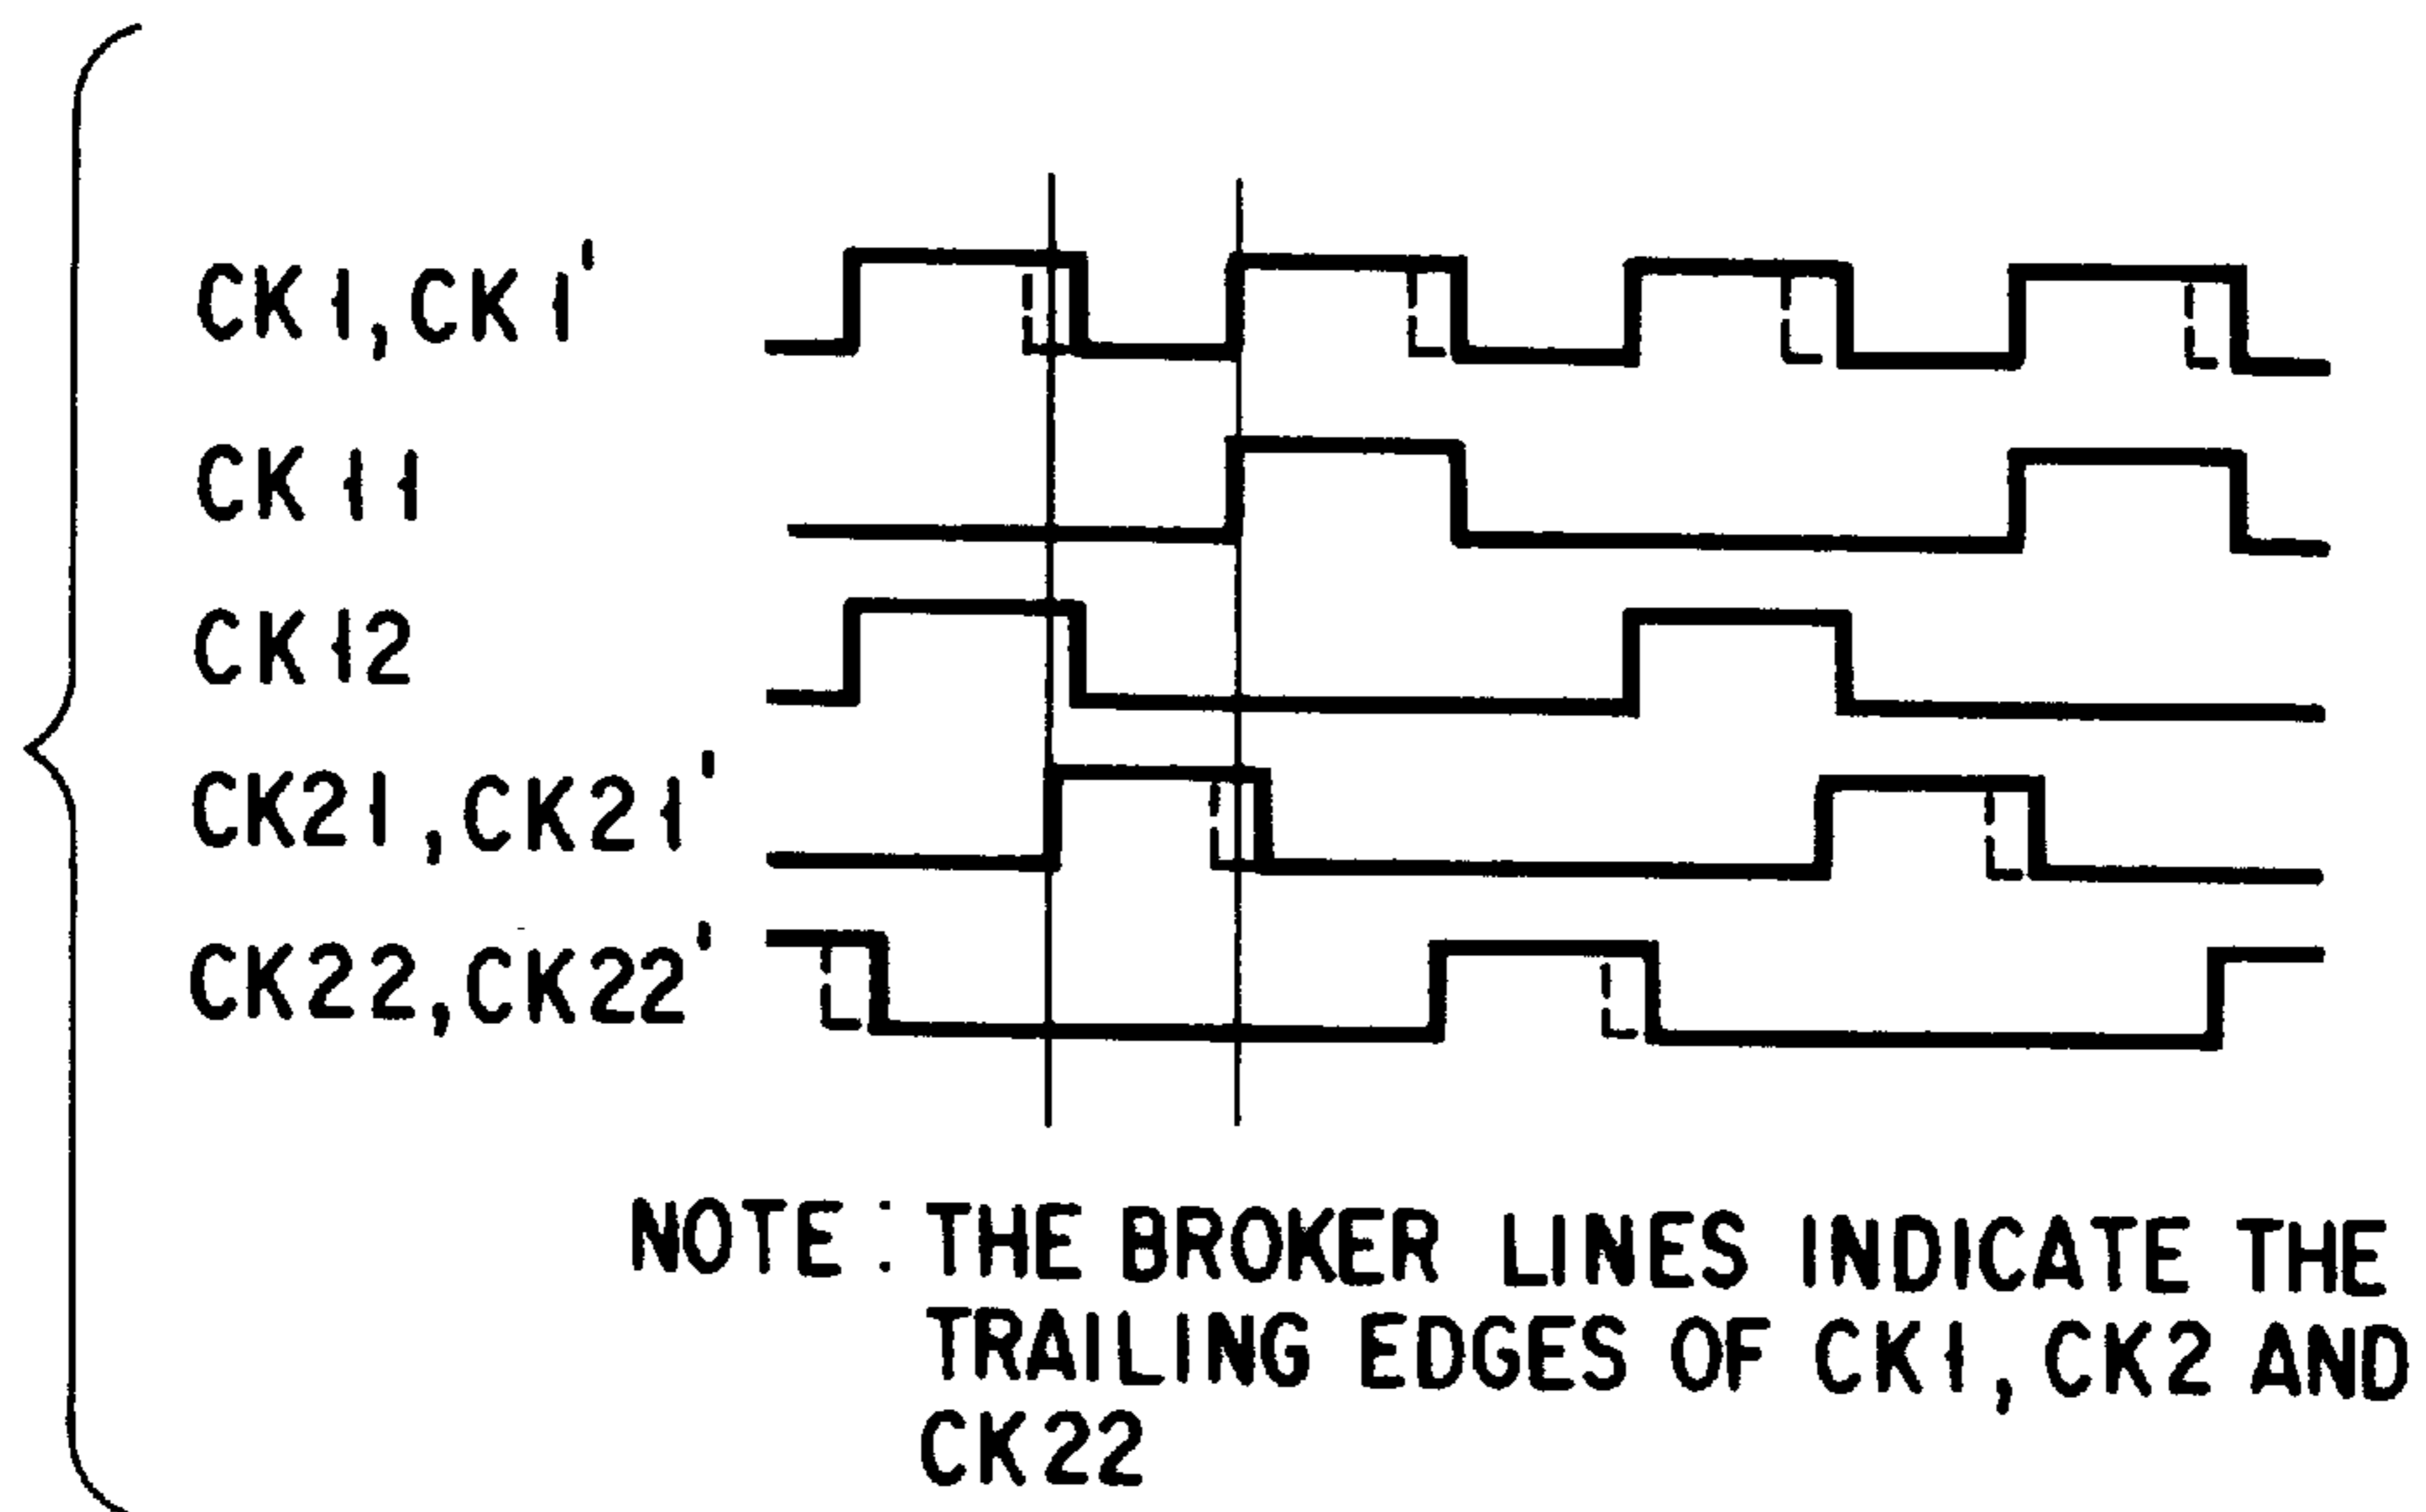 CK1,CK1'
CK11
CK12
CK21,CK21'
CK22,CK22'
NOTE : THE BROKER LINES INDICATE THE
TRAILING EDGES OF CK1, CK2 AND
CK22